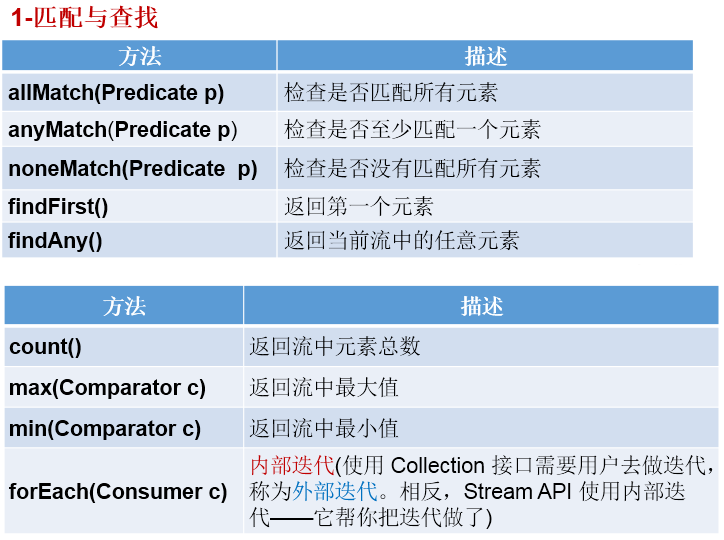 1-匹配与查找
方法 描述
allMatch(Predicate p) 检查是否匹配所有元素
anyMatch(Predicate p) 检查是否至少匹配一个元素
noneMatch(Predicate  p) 检查是否没有匹配所有元素
findFirst() 返回第一个元素
findAny() 返回当前流中的任意元素
方法 描述
count() 返回流中元素总数
max(Comparator c) 返回流中最大值
min(Comparator c) 返回流中最小值
forEach(Consumer c) 内部迭代(使用 Collection 接口需要用户去做迭代，
称为外部迭代。相反，Stream API 使用内部迭
代——它帮你把迭代做了)